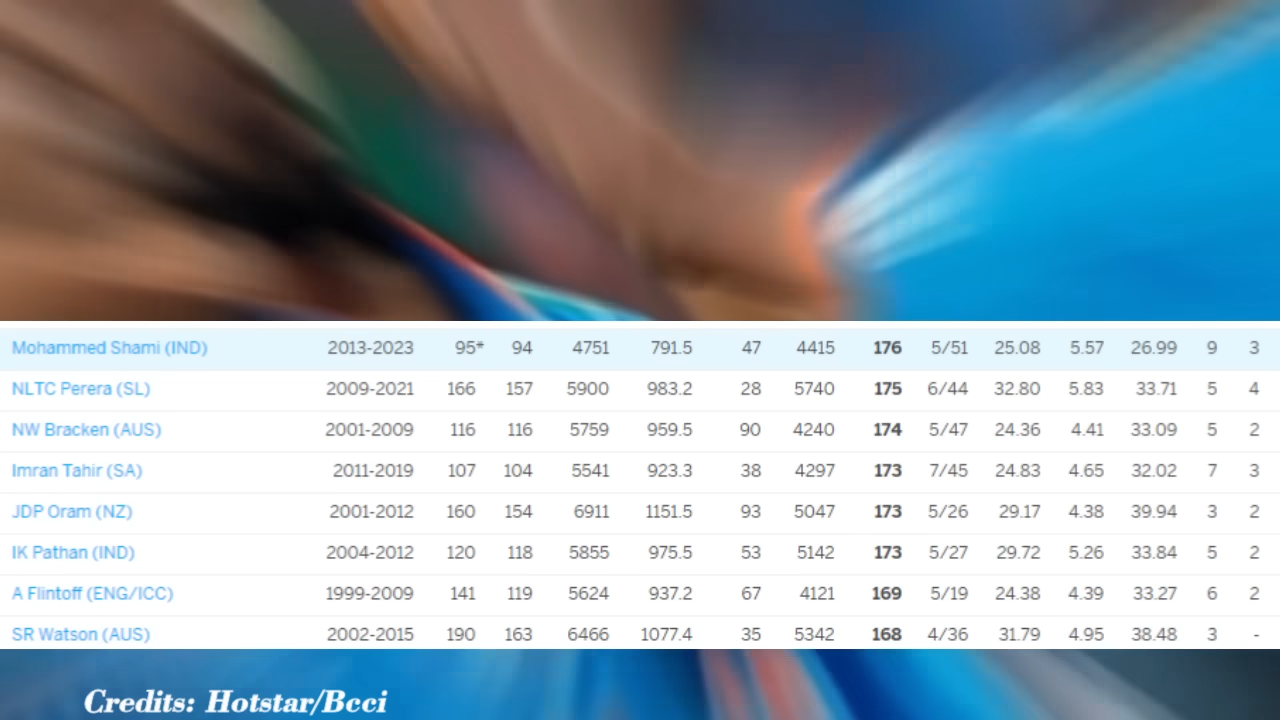 Mohammed Shami (IND) 2013-2023 95* 94 4751 791.5 47 4415 176 5/51 25.08 5.57 26.99 9 3
NLTC Perera (SL) 2009-2021 166 157 5900 983.2 28 5740 175 6/44 32.80 5.83 33.71 5 4
NW Bracken (AUS) 2001-2009 116 116 5759 959.5 90 4240 174 5/47 24.36 4.41 33.09 5 2
Imran Tahir (SA) 2011-2019 107 104 5541 923.3 38 4297 173 7/45 24.83 4.65 32.02 7 3
JDP Oram (NZ) 2001-2012 160 154 6911 1151.5 93 5047 173 5/26 29.17 4.38 39.94 3 2
IK Pathan (IND) 2004-2012 120 118 5855 975.5 53 5142 173 5/27 29.72 5.26 33.84 5 2
A Flintoff (ENG/ICC) 1999-2009 141 119 5624 937.2 67 4121 169 5/19 24.38 4.39 33.27 6 2
SR Watson (AUS) 2002-2015 190 163 6466 1077.4 35 5342 168 4/36 31.79 4.95 38.48 3 -
Credits: Hotstar/Bcci